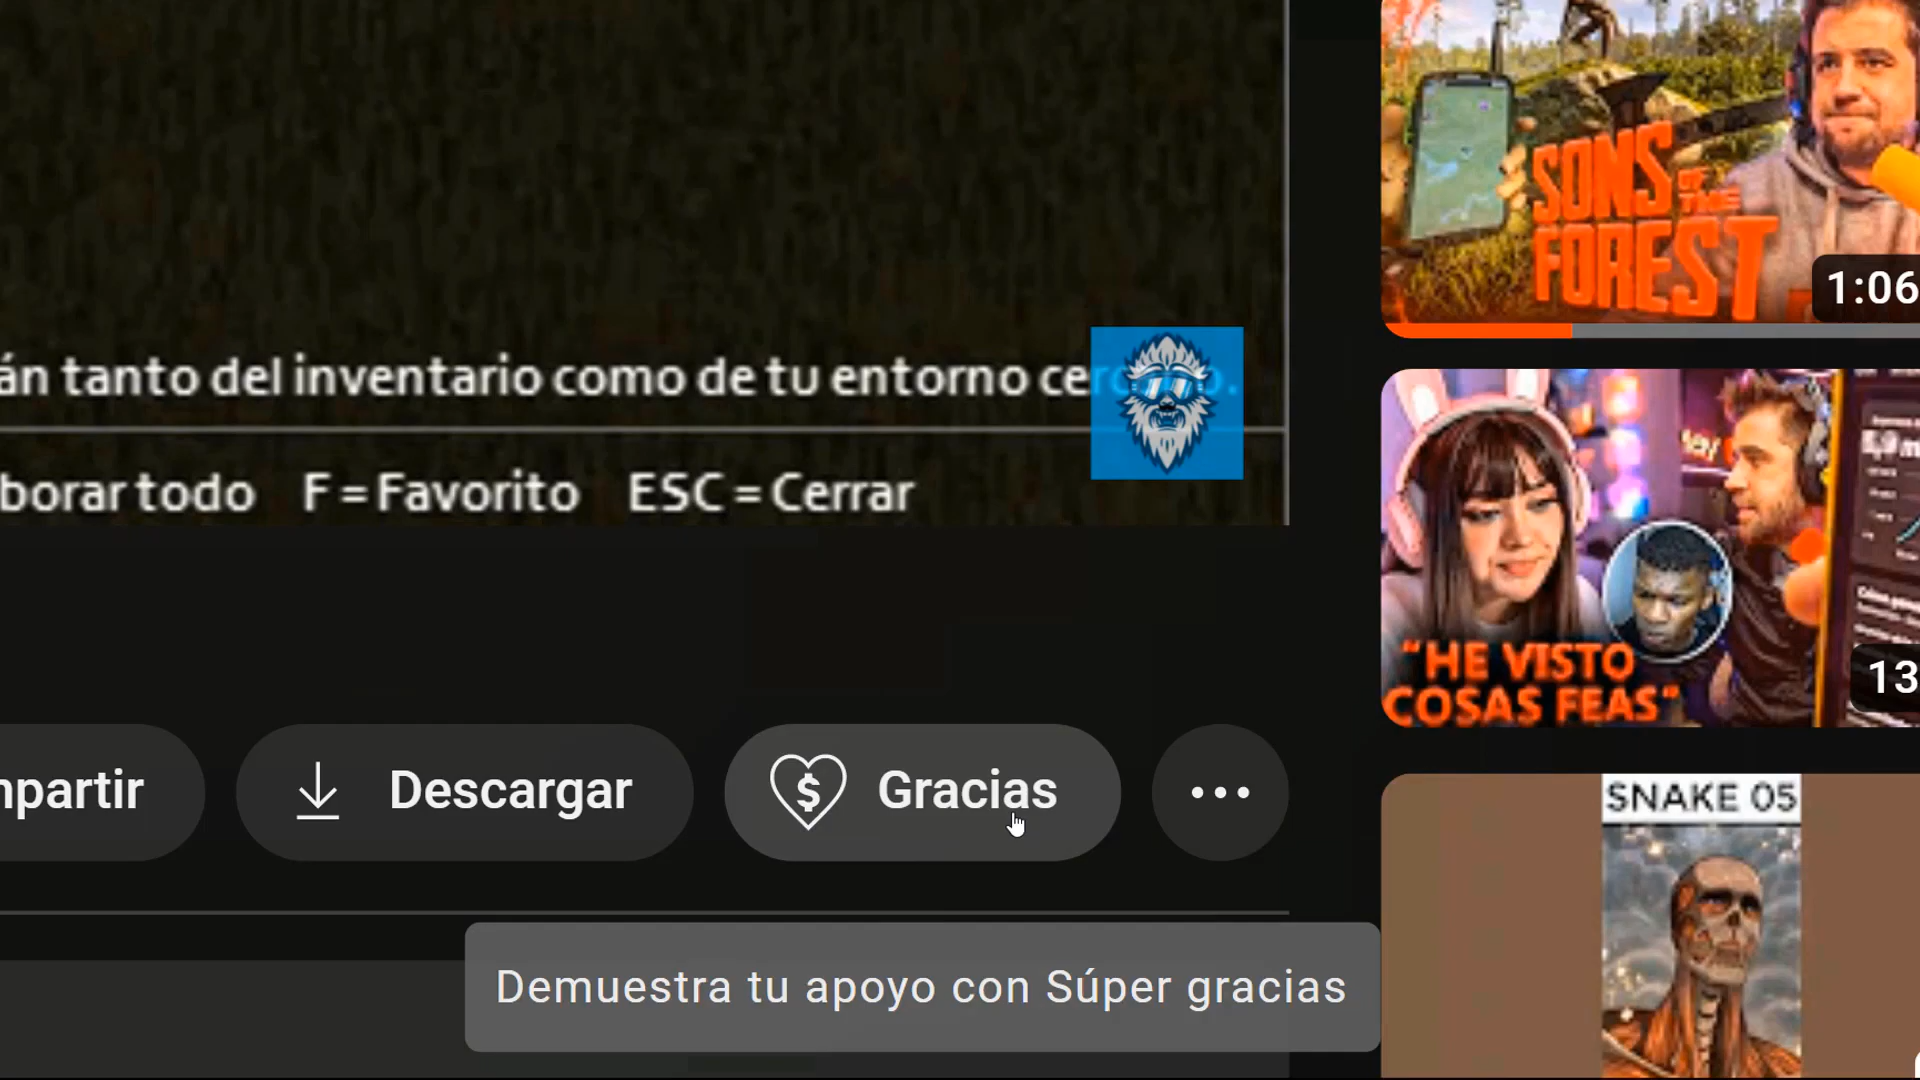 án tanto del inventario como de tu entorno ce
borar todo F = Favorito ESC = Cerrar
mpartir
Descargar
Gracias
Demuestra tu apoyo con Súper gracias
SONS
OF THE
FOREST
1:06
"HE VISTO
COSAS FEAS"
13
SNAKE 05